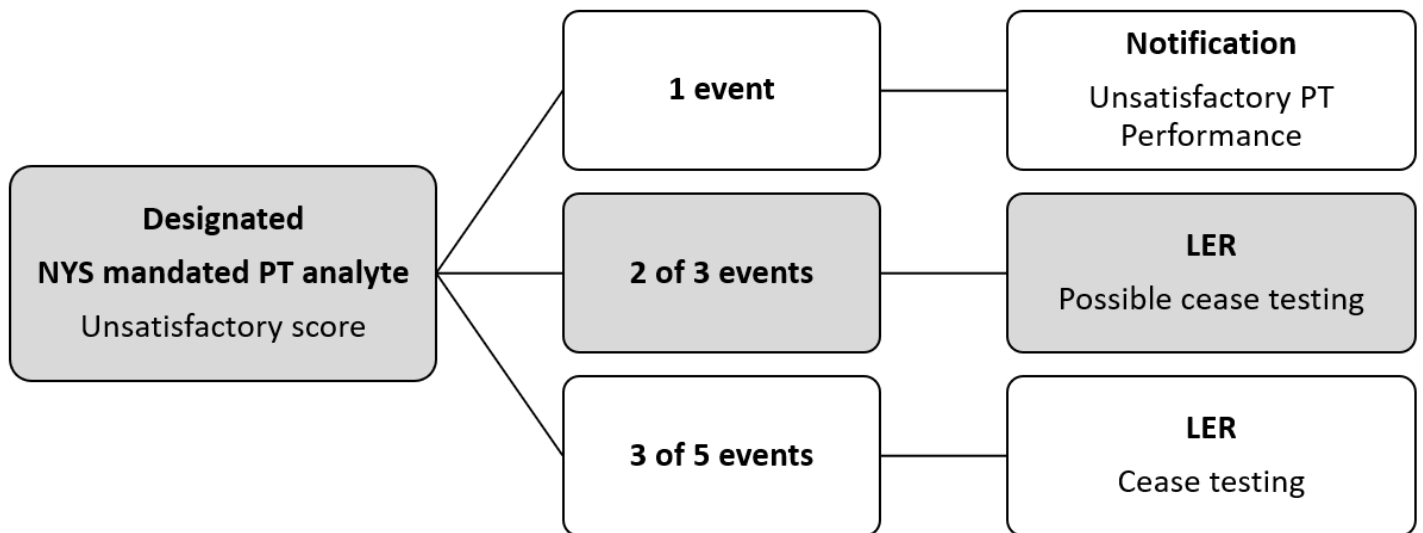 Designated
NYS mandated PT analyte
Unsatisfactory score
1 event
Notification
Unsatisfactory PT
Performance
2 of 3 events
LER
Possible cease testing
3 of 5 events
LER
Cease testing